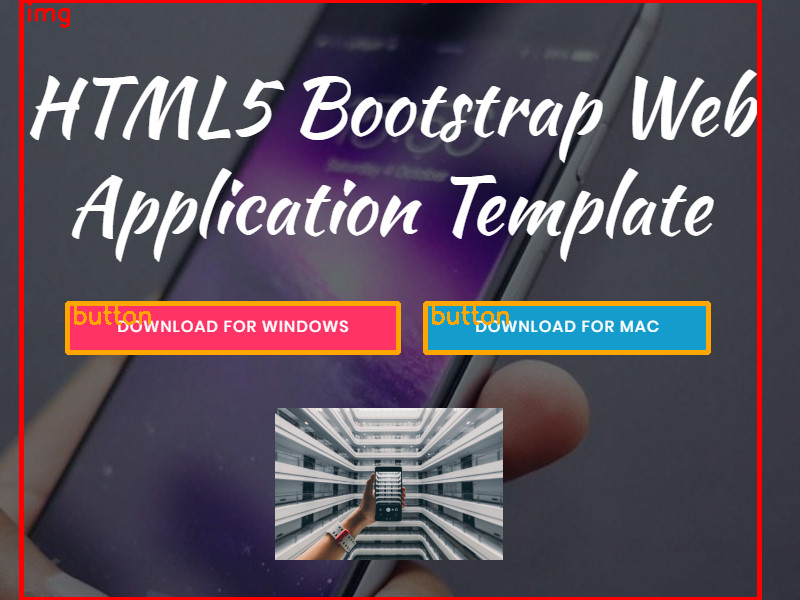 img
HTML5 Bootstrap Web
Application Template
button
DOWNLOAD FOR WINDOWS
button
DOWNLOAD FOR MAC